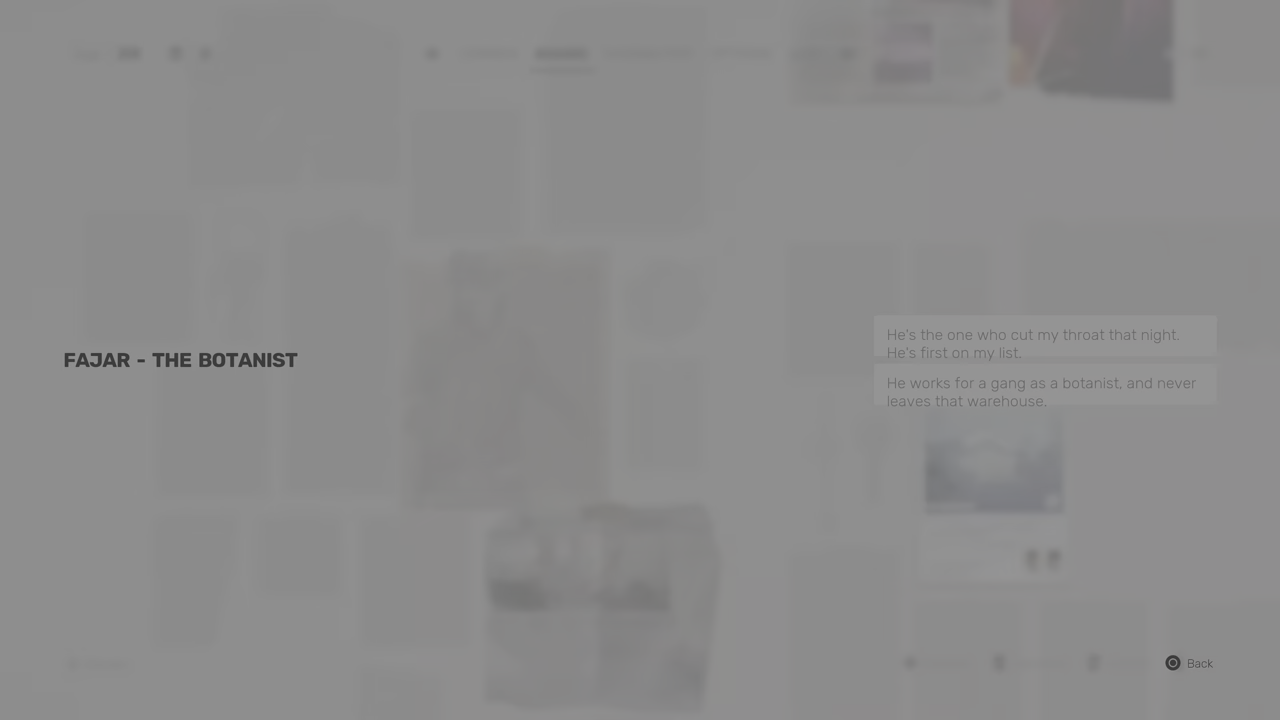 FAJAR - THE BOTANIST
He's the one who cut my throat that night.
He's first on my list.
He works for a gang as a botanist, and never
leaves that warehouse.
Back